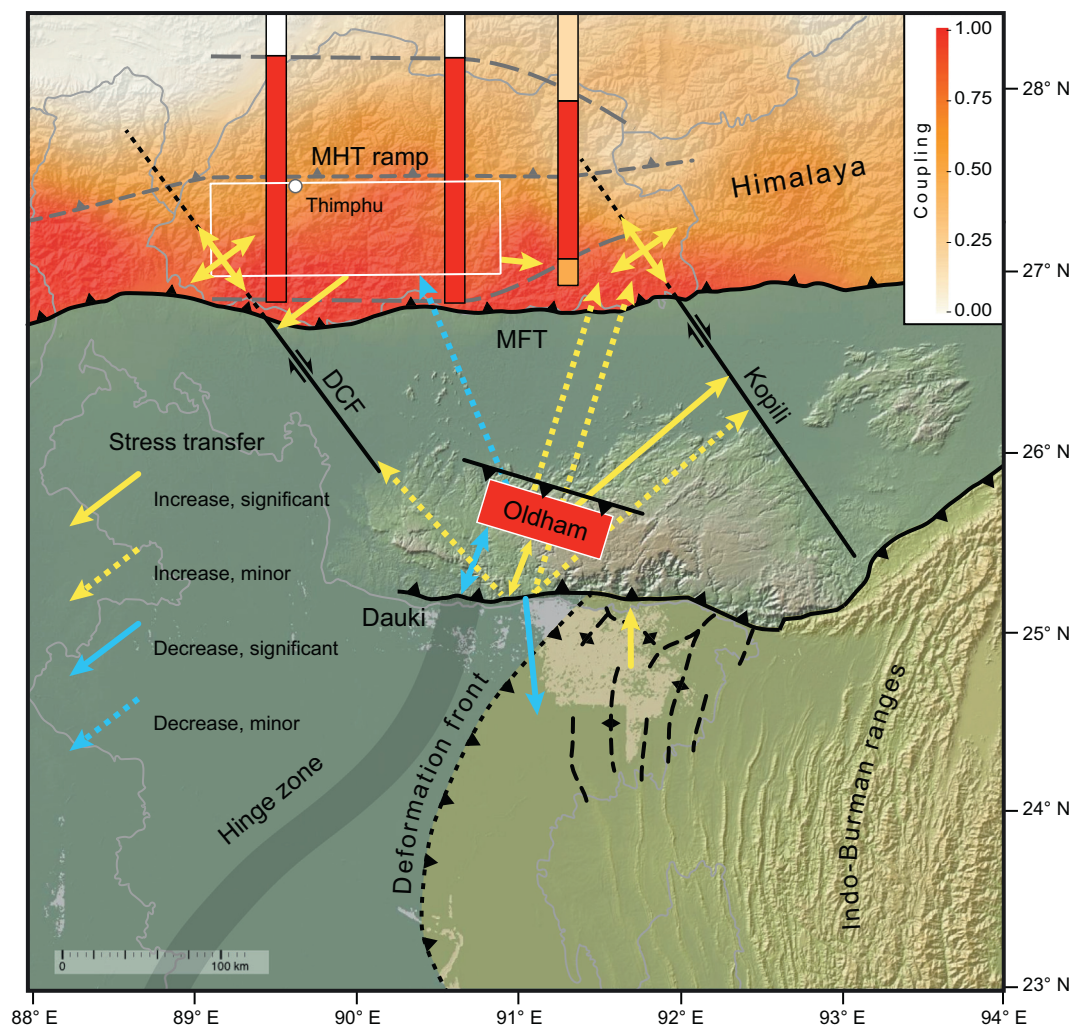 1.00
0.75
0.50
0.25
0.00
Coupling
28° N
27° N
26° N
25° N
24° N
23° N
MHT ramp
Thimphu
Himalaya
MFT
DCF
Kopili
Stress transfer
Increase, significant
Increase, minor
Decrease, significant
Decrease, minor
Oldham
Dauki
Hinge zone
Deformation front
Indo-Burman ranges
0 100 km
88° E 89° E 90° E 91° E 92° E 93° E 94° E